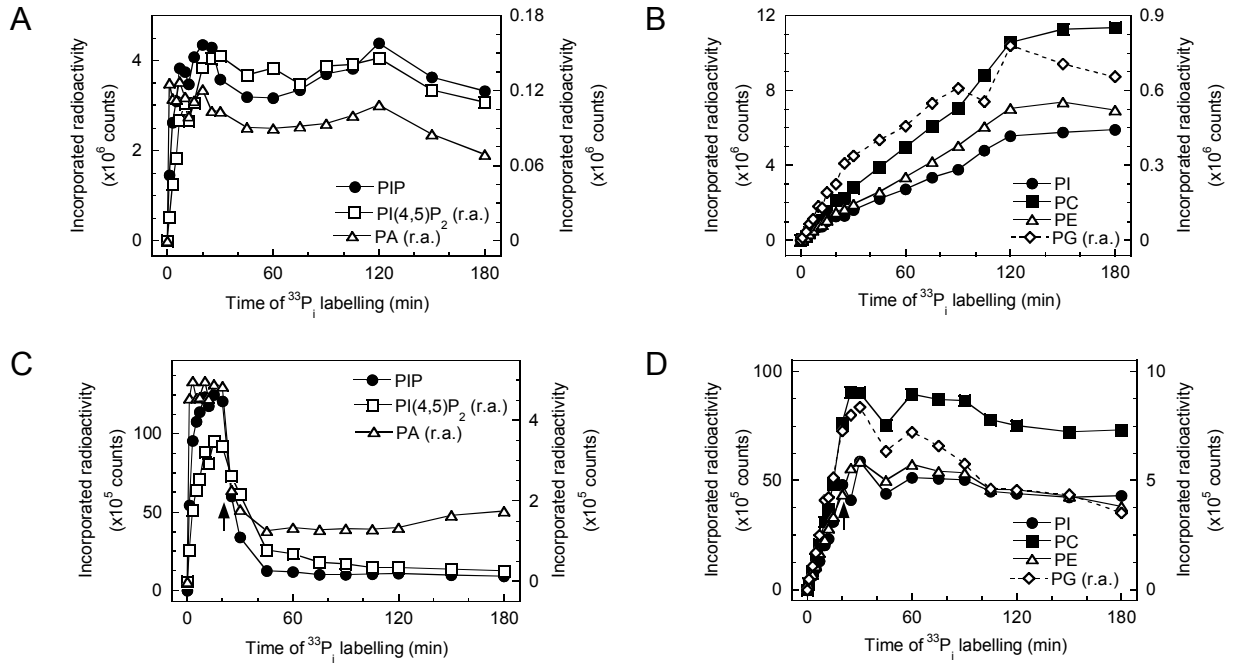 A
Incorporated radioactivity
(x10⁶ counts)
4
2
0
0.18
0.12
0.06
0
Incorporated radioactivity
(x10⁶ counts)
PIP
PI(4,5)P₂ (r.a.)
PA (r.a.)
0 60 120 180
Time of ³³Pᵢ labelling (min)
B
Incorporated radioactivity
(x10⁶ counts)
12
8
4
0
0.9
0.6
0.3
0
Incorporated radioactivity
(x10⁶ counts)
PI
PC
PE
PG (r.a.)
0 60 120 180
Time of ³³Pᵢ labelling (min)
C
Incorporated radioactivity
(x10⁵ counts)
100
50
0
4
2
0
Incorporated radioactivity
(x10⁵ counts)
PIP
PI(4,5)P₂ (r.a.)
PA (r.a.)
0 60 120 180
Time of ³³Pᵢ labelling (min)
D
Incorporated radioactivity
(x10⁵ counts)
100
50
0
10
5
0
Incorporated radioactivity
(x10⁵ counts)
PI
PC
PE
PG (r.a.)
0 60 120 180
Time of ³³Pᵢ labelling (min)